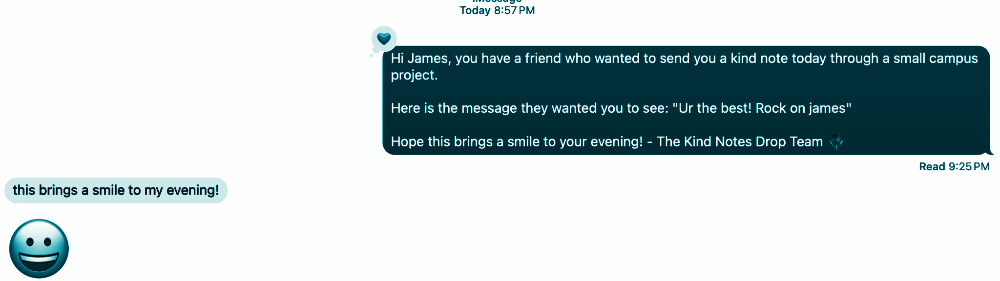 iMessage
Today 8:57 PM
Hi James, you have a friend who wanted to send you a kind note today through a small campus
project.
Here is the message they wanted you to see: "Ur the best! Rock on james"
Hope this brings a smile to your evening! - The Kind Notes Drop Team
Read 9:25 PM
this brings a smile to my evening!